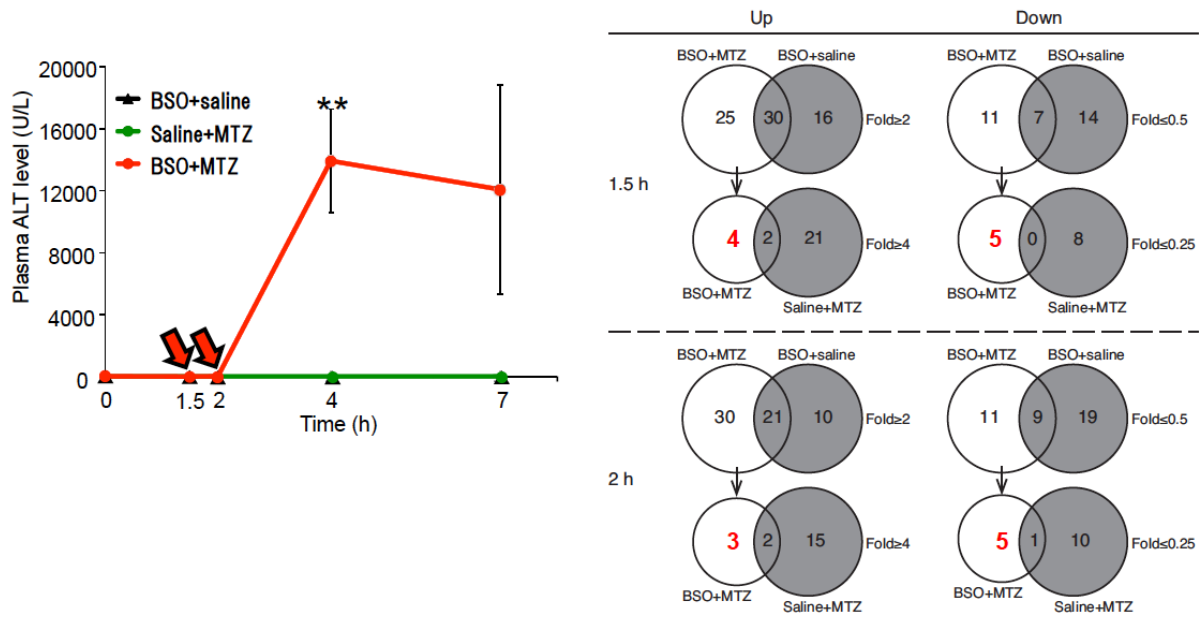 20000
16000
12000
8000
4000
0
Plasma ALT level (U/L)
BSO+saline
Saline+MTZ
BSO+MTZ
**
0
1.5
2
4
7
Time (h)
Up
Down
1.5 h
BSO+MTZ
BSO+saline
25
30
16
Fold≥2
4
2
21
Fold≥4
BSO+MTZ
Saline+MTZ
BSO+MTZ
BSO+saline
11
7
14
Fold≤0.5
5
0
8
Fold≤0.25
BSO+MTZ
Saline+MTZ
2 h
BSO+MTZ
BSO+saline
30
21
10
Fold≥2
3
2
15
Fold≥4
BSO+MTZ
Saline+MTZ
BSO+MTZ
BSO+saline
11
9
19
Fold≤0.5
5
1
10
Fold≤0.25
BSO+MTZ
Saline+MTZ